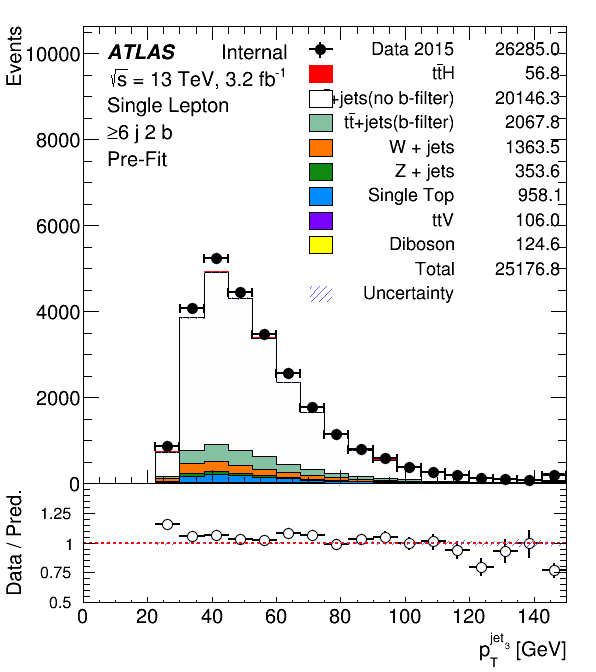 Events
10000
8000
6000
4000
2000
0
ATLAS Internal
√s = 13 TeV, 3.2 fb⁻¹
Single Lepton
≥6 j 2 b
Pre-Fit
Data 2015 26285.0
tt̄H 56.8
+jets(no b-filter) 20146.3
tt̄+jets(b-filter) 2067.8
W + jets 1363.5
Z + jets 353.6
Single Top 958.1
ttV 106.0
Diboson 124.6
Total 25176.8
Uncertainty
Data / Pred.
1.25
1
0.75
0.5
0 20 40 60 80 100 120 140
p_T^jet₃ [GeV]